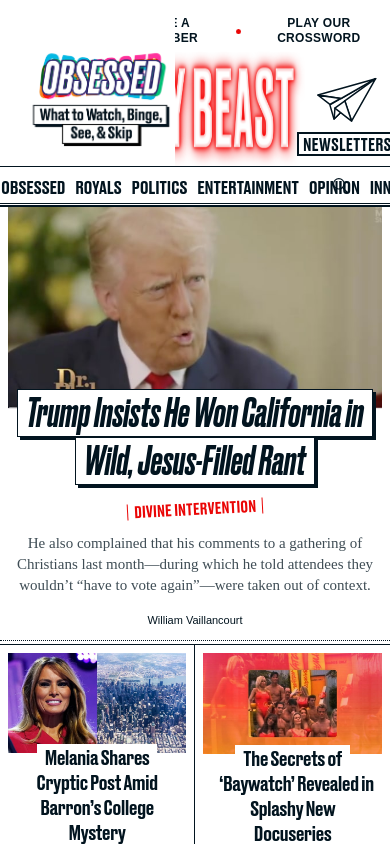 E A
BER
PLAY OUR
CROSSWORD
OBSESSED
What to Watch, Binge,
See, & Skip
Y BEAST
NEWSLETTERS
OBSESSED ROYALS POLITICS ENTERTAINMENT OPINION INN
Dr.
Trump Insists He Won California in
Wild, Jesus-Filled Rant
DIVINE INTERVENTION
He also complained that his comments to a gathering of
Christians last month—during which he told attendees they
wouldn’t “have to vote again”—were taken out of context.
William Vaillancourt
Melania Shares
Cryptic Post Amid
Barron’s College
Mystery
The Secrets of
‘Baywatch’ Revealed in
Splashy New
Docuseries